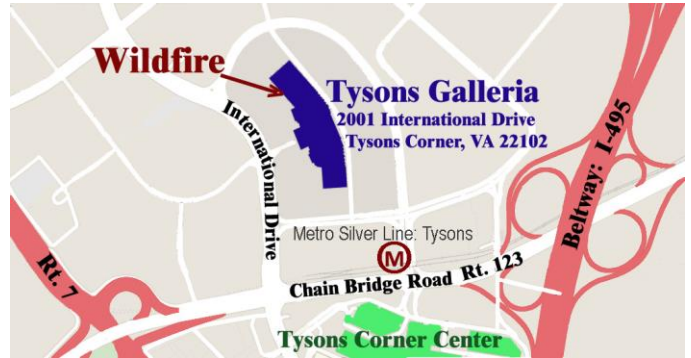 Wildfire
Tysons Galleria
2001 International Drive
Tysons Corner, VA 22102
International Drive
Beltway: I-495
Metro Silver Line: Tysons
M
Rt. 7
Chain Bridge Road Rt. 123
Tysons Corner Center